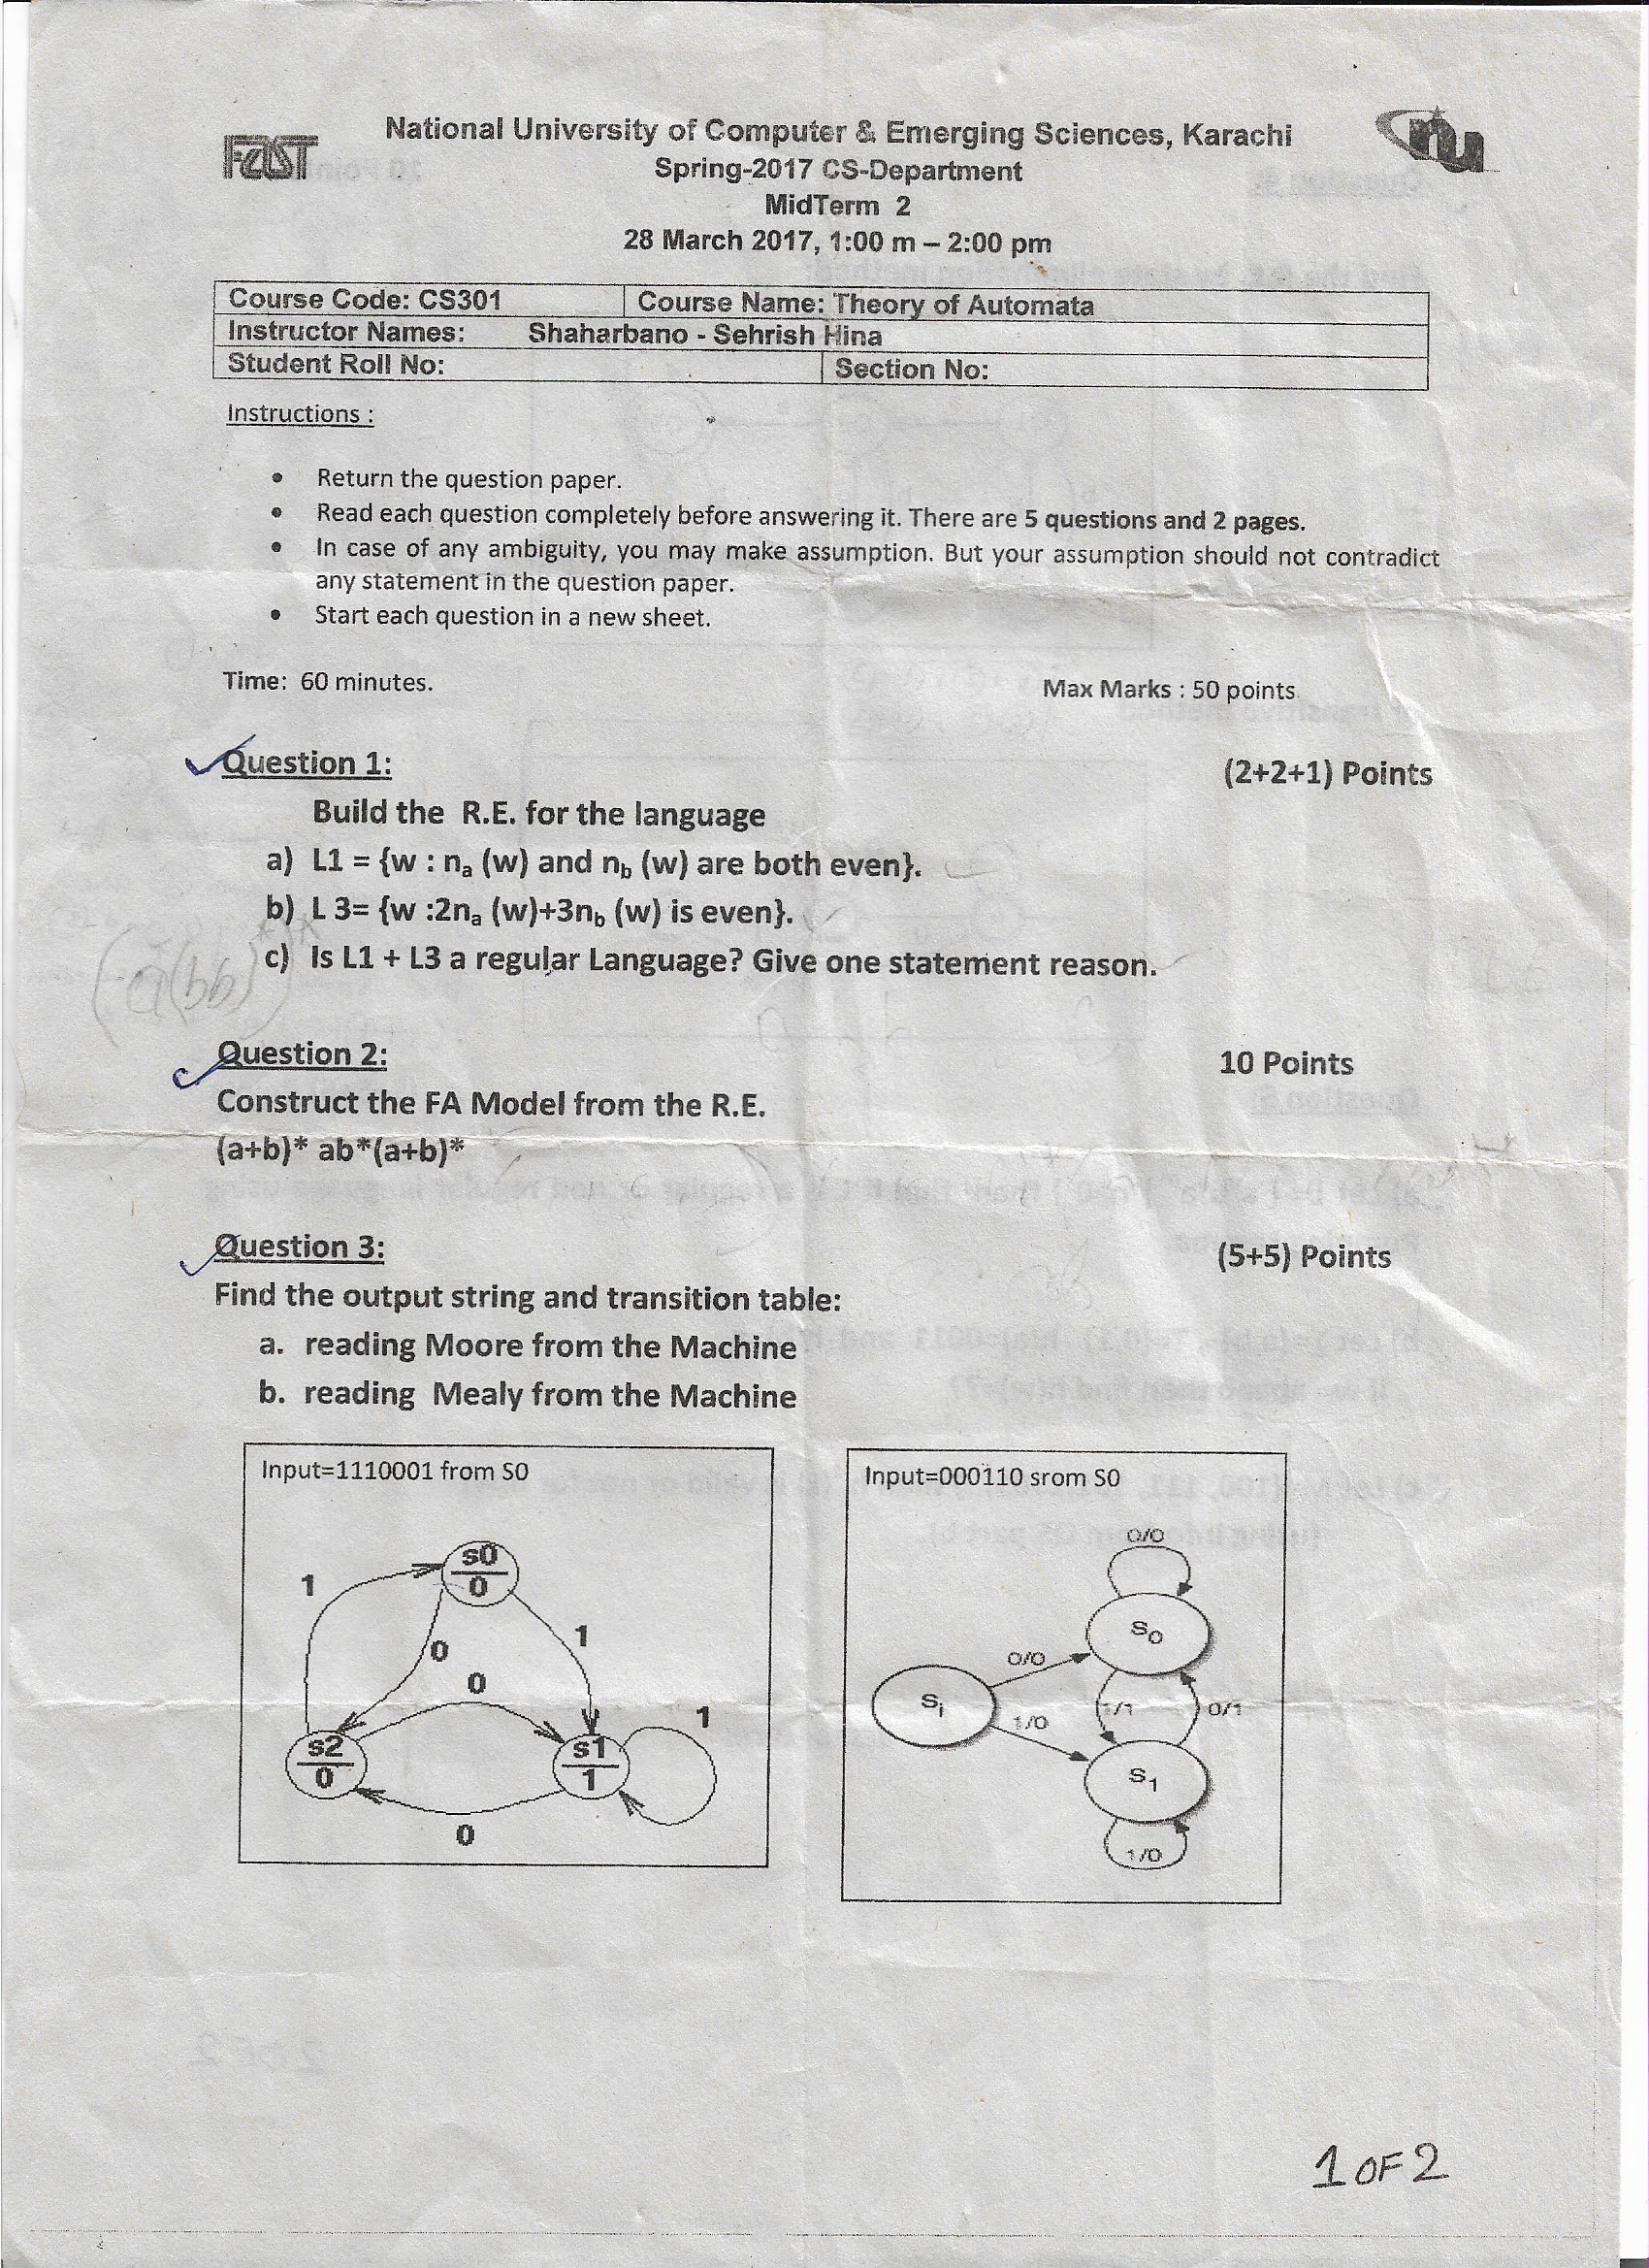 FAST
National University of Computer & Emerging Sciences, Karachi
nu
Spring-2017 CS-Department
MidTerm 2
28 March 2017, 1:00 m – 2:00 pm
Course Code: CS301 Course Name: Theory of Automata
Instructor Names: Shaharbano - Sehrish Hina
Student Roll No: Section No:
Instructions :
• Return the question paper.
• Read each question completely before answering it. There are 5 questions and 2 pages.
• In case of any ambiguity, you may make assumption. But your assumption should not contradict
any statement in the question paper.
• Start each question in a new sheet.
Time: 60 minutes. Max Marks : 50 points
Question 1: (2+2+1) Points
Build the R.E. for the language
a) L1 = {w : na (w) and nb (w) are both even}.
b) L 3= {w :2na (w)+3nb (w) is even}.
c) Is L1 + L3 a regular Language? Give one statement reason.
(a(bb)*)*
Question 2: 10 Points
Construct the FA Model from the R.E.
(a+b)* ab*(a+b)*
Question 3: (5+5) Points
Find the output string and transition table:
a. reading Moore from the Machine
b. reading Mealy from the Machine
Input=1110001 from S0
s0
0
1
0
1
0
1
s2
0
s1
1
0
Input=000110 srom S0
0/0
S0
0/0
Si
1/0
1/1
0/1
S1
1/0
1 OF 2